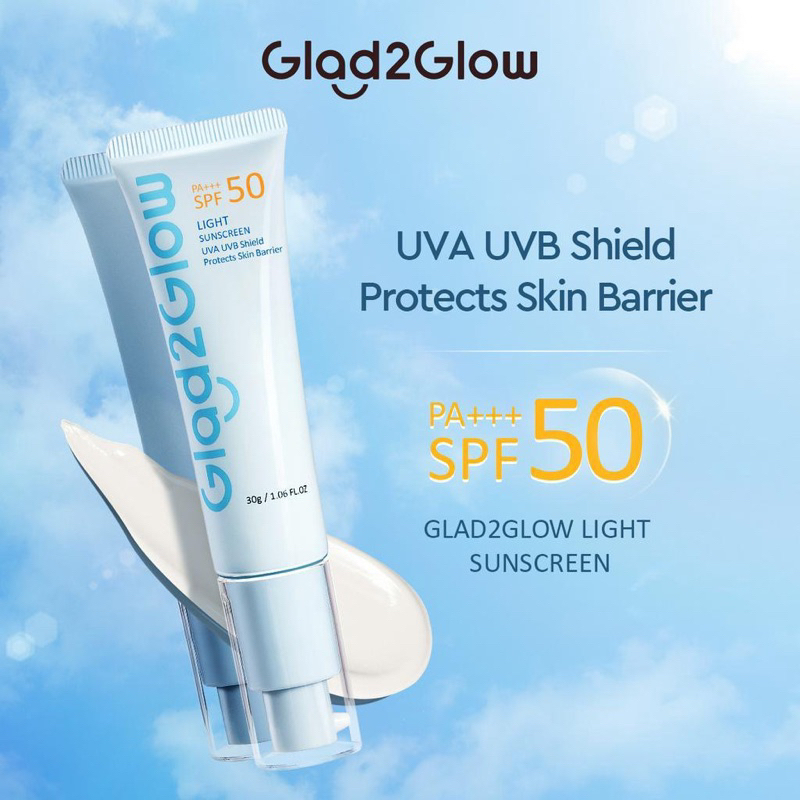 Glad2Glow
PA+++
SPF 50
LIGHT
SUNSCREEN
UVA UVB Shield
Protects Skin Barrier
Glad2Glow
30g / 1.06 FL.OZ
UVA UVB Shield
Protects Skin Barrier
PA+++
SPF 50
GLAD2GLOW LIGHT
SUNSCREEN